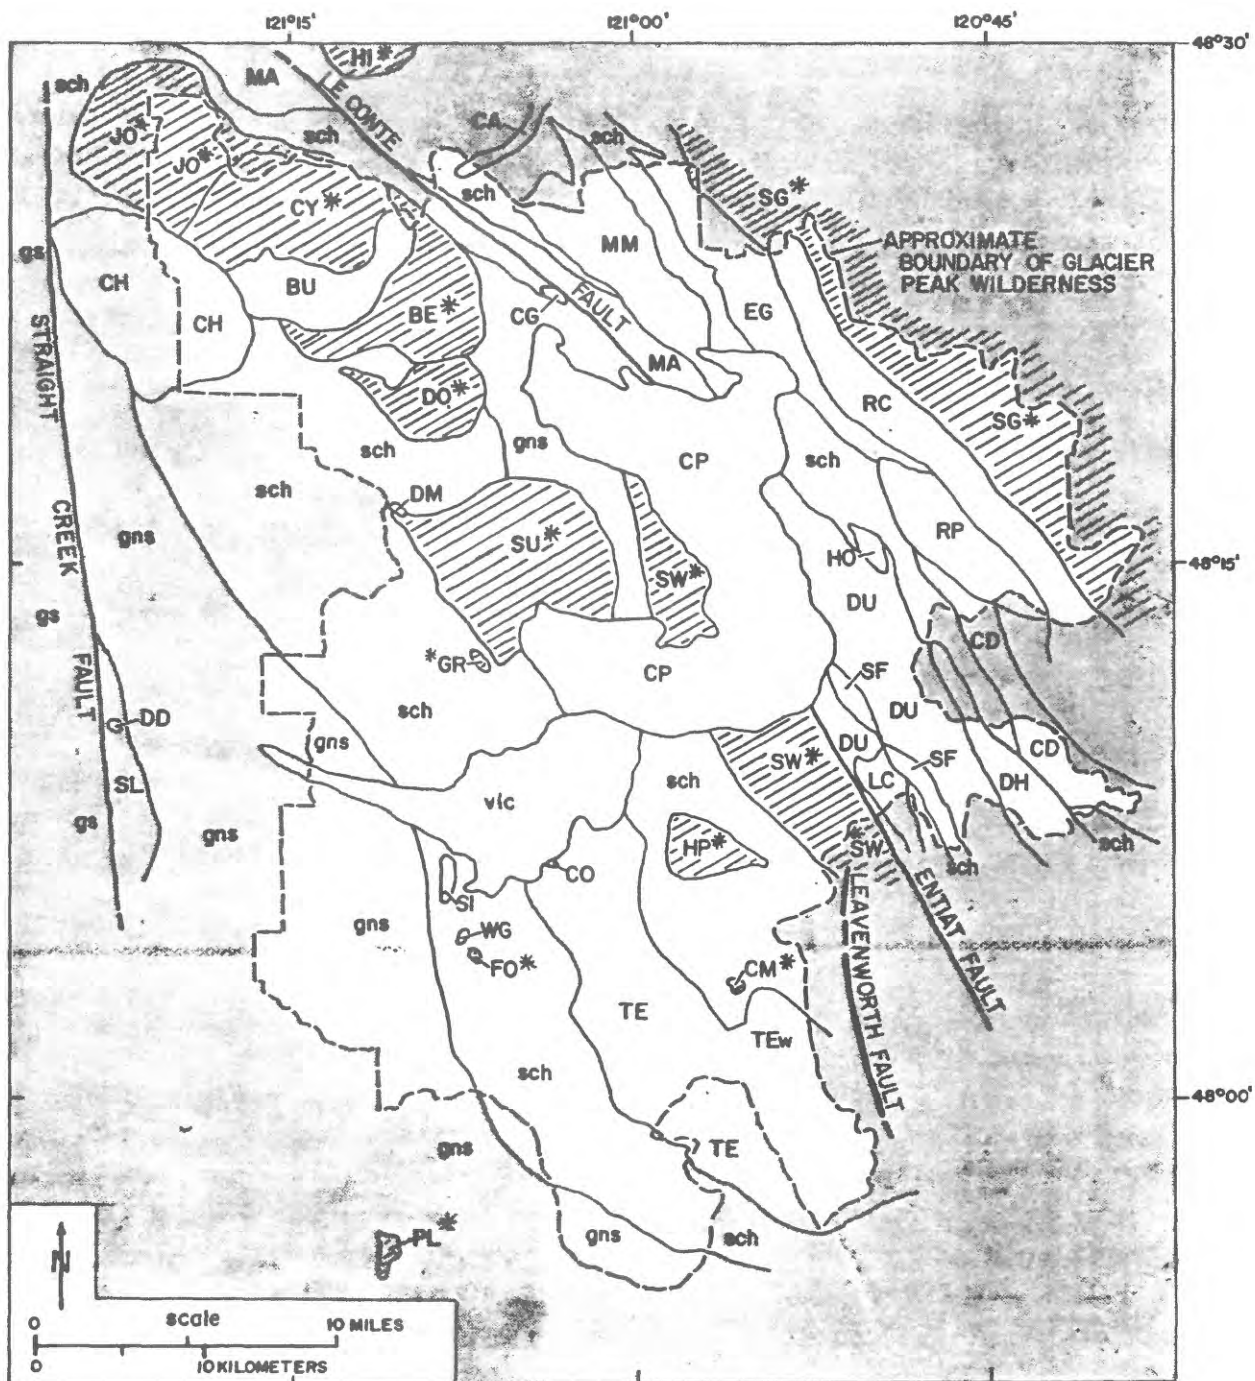 121°15'
121°00'
120°45'
48°30'
HI*
sch
MA
LE CONTE
JO*
sch
CA
sch
JO*
sch
SG*
CY*
APPROXIMATE
BOUNDARY OF GLACIER
PEAK WILDERNESS
MM
gs
CH
BU
CH
BE*
CG
FAULT
EG
MA
STRAIGHT
DO*
RC
SG*
sch
gns
CP
sch
sch
DM
CREEK
gns
SU*
RP
HO
48°15'
SW*
DU
gs
CD
*GR
CP
SF
FAULT
sch
DU
DD
gns
SW*
DU
SF
CD
sch
SL
LC
DH
vlc
gs
gns
HP*
*SW
sch
sch
CO
SI
ENTIAT FAULT
LEAVENWORTH FAULT
gns
WG
FO*
CM*
TE
TEw
sch
48°00'
gns
TE
gns
sch
PL*
N
scale
0
10 MILES
0
10 KILOMETERS